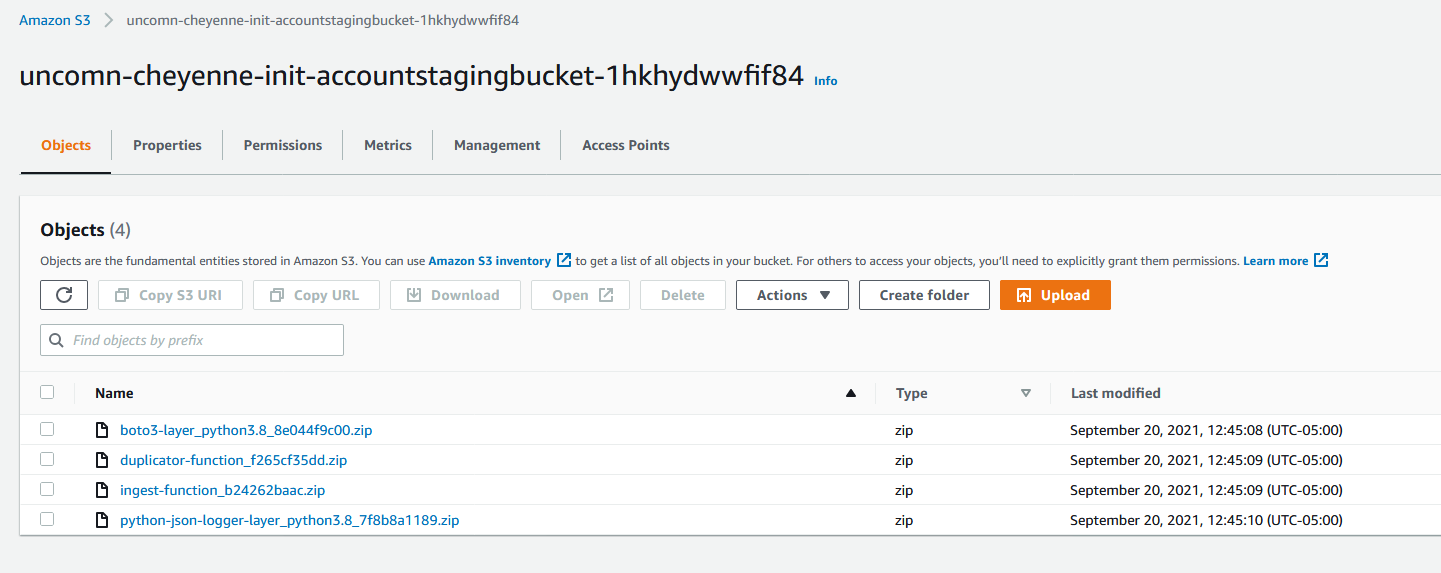 Amazon S3 > uncomn-cheyenne-init-accountstagingbucket-1hkhydwwfif84
uncomn-cheyenne-init-accountstagingbucket-1hkhydwwfif84 Info
Objects Properties Permissions Metrics Management Access Points
Objects (4)
Objects are the fundamental entities stored in Amazon S3. You can use Amazon S3 inventory to get a list of all objects in your bucket. For others to access your objects, you'll need to explicitly grant them permissions. Learn more
Copy S3 URI Copy URL Download Open Delete Actions Create folder Upload
Find objects by prefix
Name Type Last modified
boto3-layer_python3.8_8e044f9c00.zip zip September 20, 2021, 12:45:08 (UTC-05:00)
duplicator-function_f265cf35dd.zip zip September 20, 2021, 12:45:09 (UTC-05:00)
ingest-function_b24262baac.zip zip September 20, 2021, 12:45:09 (UTC-05:00)
python-json-logger-layer_python3.8_7f8b8a1189.zip zip September 20, 2021, 12:45:10 (UTC-05:00)